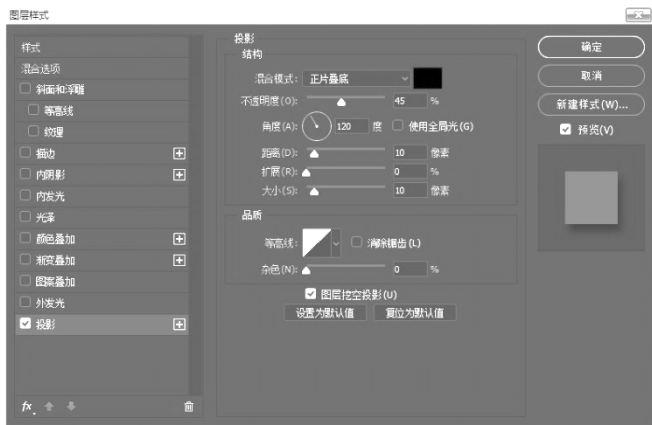 图层样式
样式
混合选项
斜面和浮雕
等高线
纹理
描边
内阴影
内发光
光泽
颜色叠加
渐变叠加
图案叠加
外发光
投影
fx
投影
结构
混合模式: 正片叠底
不透明度(O): 45 %
角度(A): 120 度 使用全局光(G)
距离(D): 10 像素
扩展(R): 0 %
大小(S): 10 像素
品质
等高线: 消除锯齿(L)
杂色(N): 0 %
图层挖空投影(U)
设置为默认值 复位为默认值
确定
取消
新建样式(W)...
预览(V)